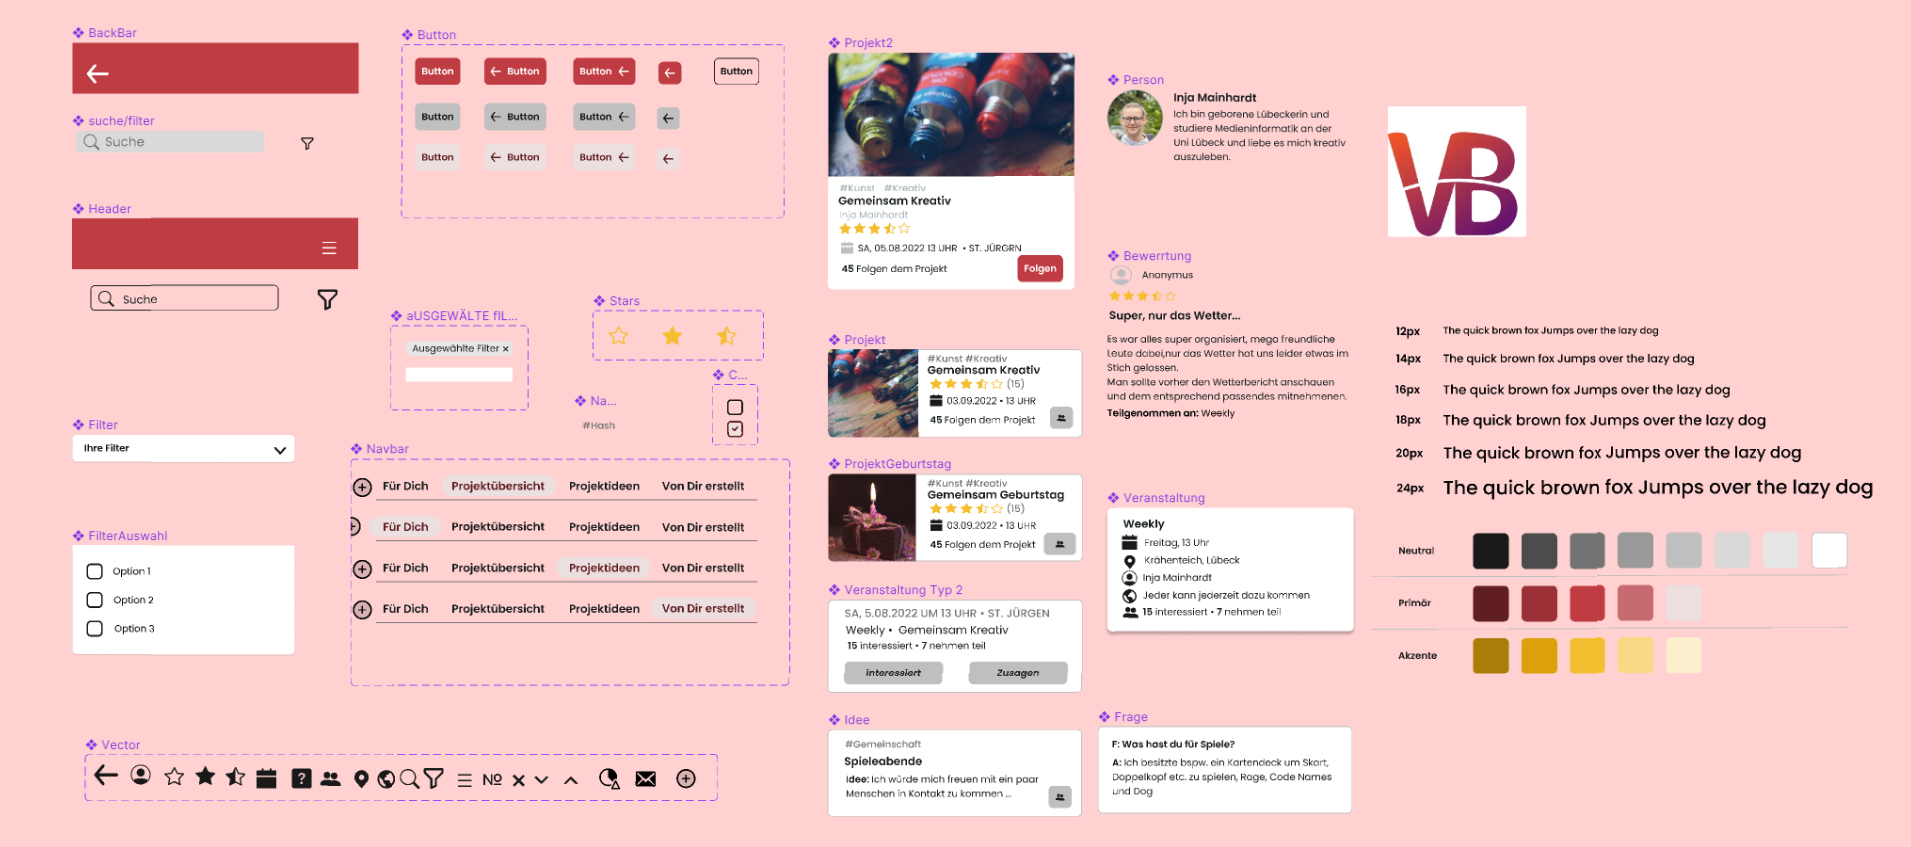 BackBar
suche/filter
Suche
Header
Suche
Filter
Ihre Filter
FilterAuswahl
Option 1
Option 2
Option 3
Button
Button Button Button Button
Button Button Button
Button Button Button
aUSGEWÄLTE fIL...
Ausgewählte Filter ×
Stars
Na...
#Hash
C...
Navbar
Für Dich Projektübersicht Projektideen Von Dir erstellt
Für Dich Projektübersicht Projektideen Von Dir erstellt
Für Dich Projektübersicht Projektideen Von Dir erstellt
Für Dich Projektübersicht Projektideen Von Dir erstellt
Vector
?
№
Projekt2
#Kunst #Kreativ
Gemeinsam Kreativ
Inja Mainhardt
SA, 05.08.2022 13 UHR • ST. JÜRGRN
45 Folgen dem Projekt
Folgen
Projekt
#Kunst #Kreativ
Gemeinsam Kreativ
(15)
03.09.2022 • 13 UHR
45 Folgen dem Projekt
ProjektGeburtstag
#Kunst #Kreativ
Gemeinsam Geburtstag
(15)
03.09.2022 • 13 UHR
45 Folgen dem Projekt
Veranstaltung Typ 2
SA, 5.08.2022 UM 13 UHR • ST. JÜRGEN
Weekly • Gemeinsam Kreativ
15 interessiert • 7 nehmen teil
interessiert Zusagen
Idee
#Gemeinschaft
Spieleabende
Idee: Ich würde mich freuen mit ein paar
Menschen in Kontakt zu kommen ...
Person
Inja Mainhardt
Ich bin geborene Lübeckerin und
studiere Medieninformatik an der
Uni Lübeck und liebe es mich kreativ
auszuleben.
Bewerrtung
Anonymus
Super, nur das Wetter...
Es war alles super organisiert, mega freundliche
Leute dabei,nur das Wetter hat uns leider etwas im
Stich gelossen.
Man sollte vorher den Wetterbericht anschauen
und dem entsprechend passendes mitnehmenen.
Teilgenommen an: Weekly
Veranstaltung
Weekly
Freitag, 13 Uhr
Krähenteich, Lübeck
Inja Mainhardt
Jeder kann jederzeit dazu kommen
15 interessiert • 7 nehmen teil
Frage
F: Was hast du für Spiele?
A: Ich besitzte bspw. ein Kartendeck um Skart,
Doppelkopf etc. zu spielen, Rage, Code Names
und Dog
VB
12px The quick brown fox Jumps over the lazy dog
14px The quick brown fox Jumps over the lazy dog
16px The quick brown fox Jumps over the lazy dog
18px The quick brown fox Jumps over the lazy dog
20px The quick brown fox Jumps over the lazy dog
24px The quick brown fox Jumps over the lazy dog
Neutral
Primär
Akzente